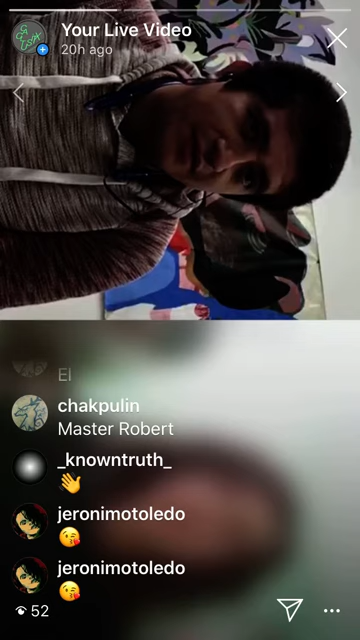 Your Live Video
20h ago
El
chakpulin
Master Robert
_knowntruth_
👋
jeronimotoledo
😘
jeronimotoledo
😘
52